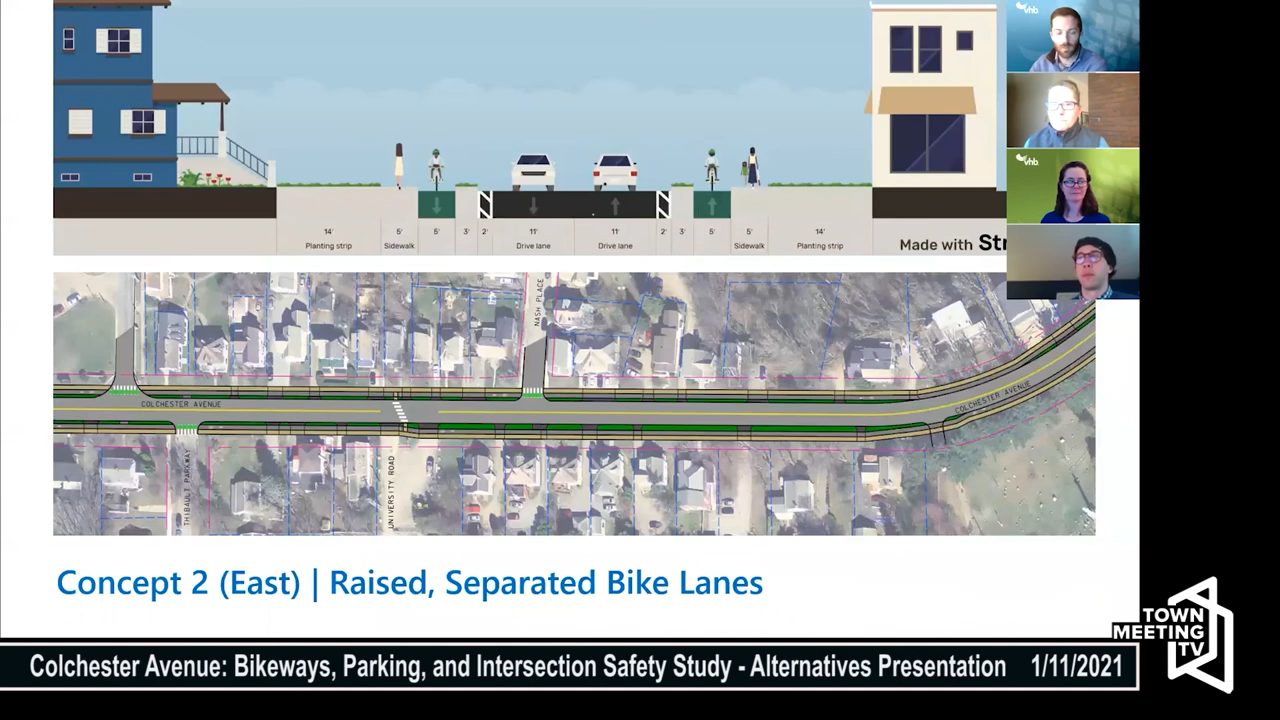 vhb
vhb
14' 5' 5' 3' 2' 11' 11' 2' 3' 5' 5' 14'
Planting strip Sidewalk Drive lane Drive lane Sidewalk Planting strip
Made with Str
NASH PLACE
COLCHESTER AVENUE
COLCHESTER AVENUE
THIBAULT PARKWAY
UNIVERSITY ROAD
Concept 2 (East) | Raised, Separated Bike Lanes
TOWN
MEETING
TV
Colchester Avenue: Bikeways, Parking, and Intersection Safety Study - Alternatives Presentation 1/11/2021